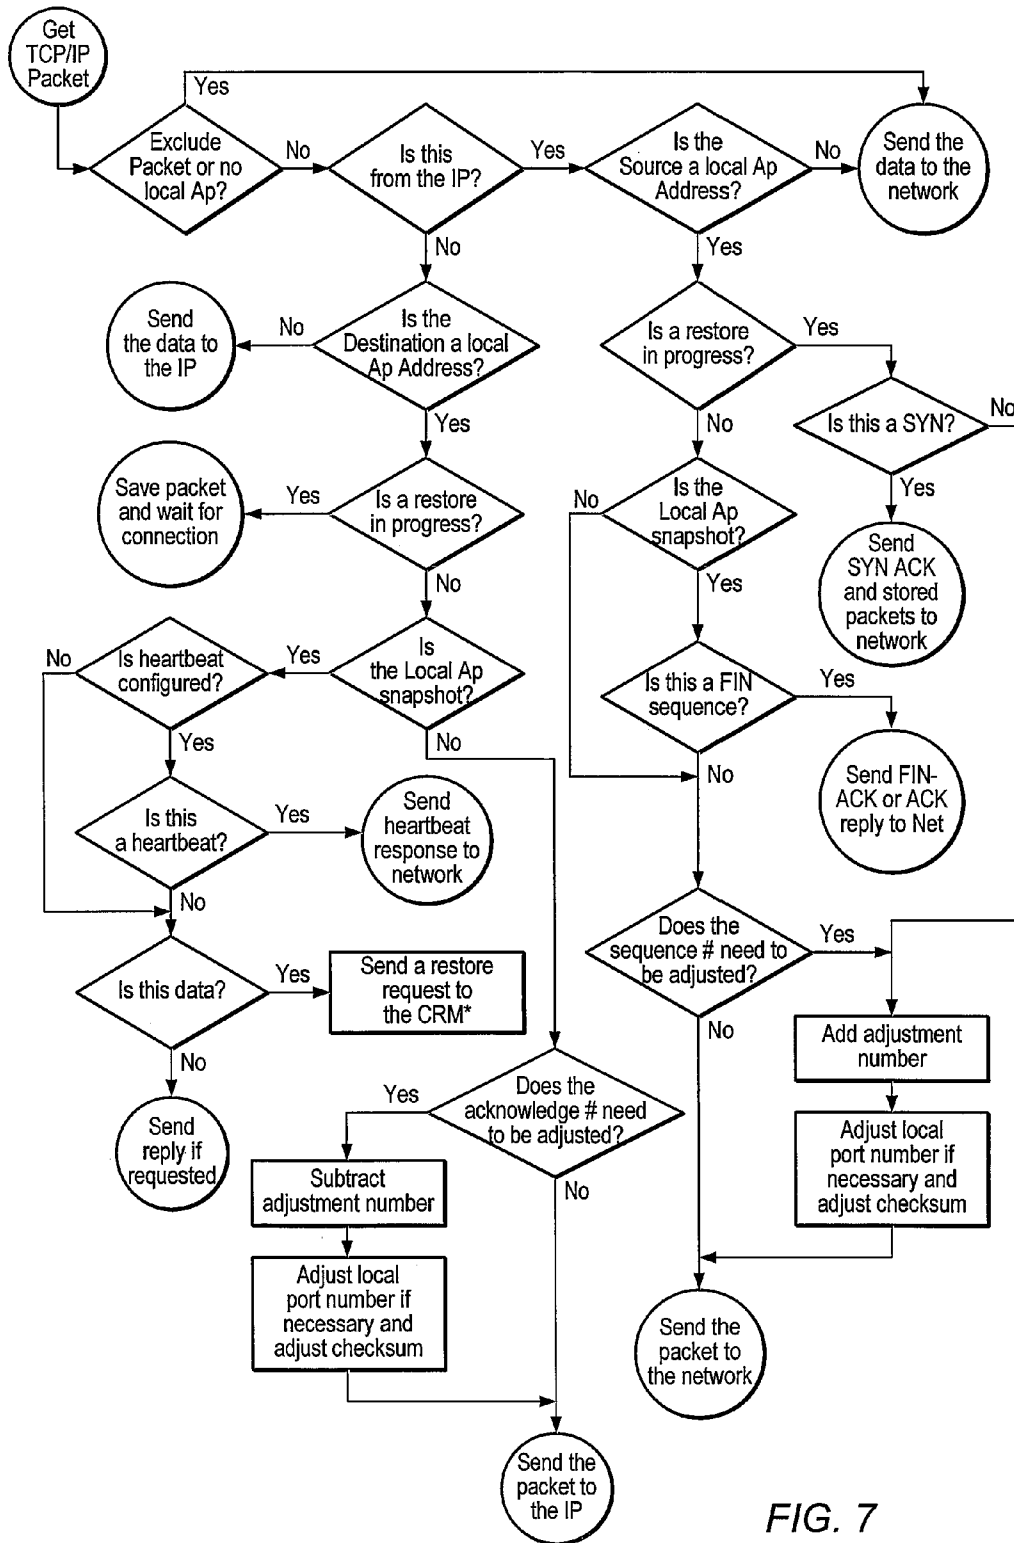 Get
TCP/IP
Packet
Yes
Exclude
Packet or no
local Ap?
No
Is this
from the IP?
Yes
Is the
Source a local Ap
Address?
No
Send the
data to the
network
No
Yes
Send
the data to
the IP
No
Is the
Destination a local
Ap Address?
Is a restore
in progress?
Yes
Yes
No
Is this a SYN?
No
Save packet
and wait for
connection
Yes
Is a restore
in progress?
No
Is the
Local Ap
snapshot?
Yes
Send
SYN ACK
and stored
packets to
network
No
Yes
No
Is heartbeat
configured?
Yes
Is
the Local Ap
snapshot?
Is this a FIN
sequence?
Yes
Yes
No
No
Is this
a heartbeat?
Yes
Send
heartbeat
response to
network
Send FIN-
ACK or ACK
reply to Net
No
Is this data?
Yes
Send a restore
request to
the CRM*
Does the
sequence # need to
be adjusted?
Yes
No
No
Add adjustment
number
Send
reply if
requested
Yes
Does the
acknowledge # need
to be adjusted?
Adjust local
port number if
necessary and
adjust checksum
Subtract
adjustment number
No
Adjust local
port number if
necessary and
adjust checksum
Send the
packet to
the network
Send the
packet to
the IP
FIG. 7